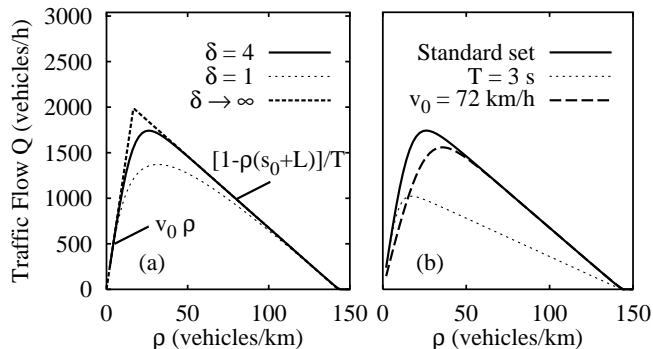 Traffic Flow Q (vehicles/h)
3000
2500
2000
1500
1000
500
0
δ = 4
δ = 1
δ → ∞
[1-ρ(s₀+L)]/T
v₀ ρ
(a)
0 50 100 150
ρ (vehicles/km)
Standard set
T = 3 s
v₀ = 72 km/h
(b)
0 50 100 150
ρ (vehicles/km)